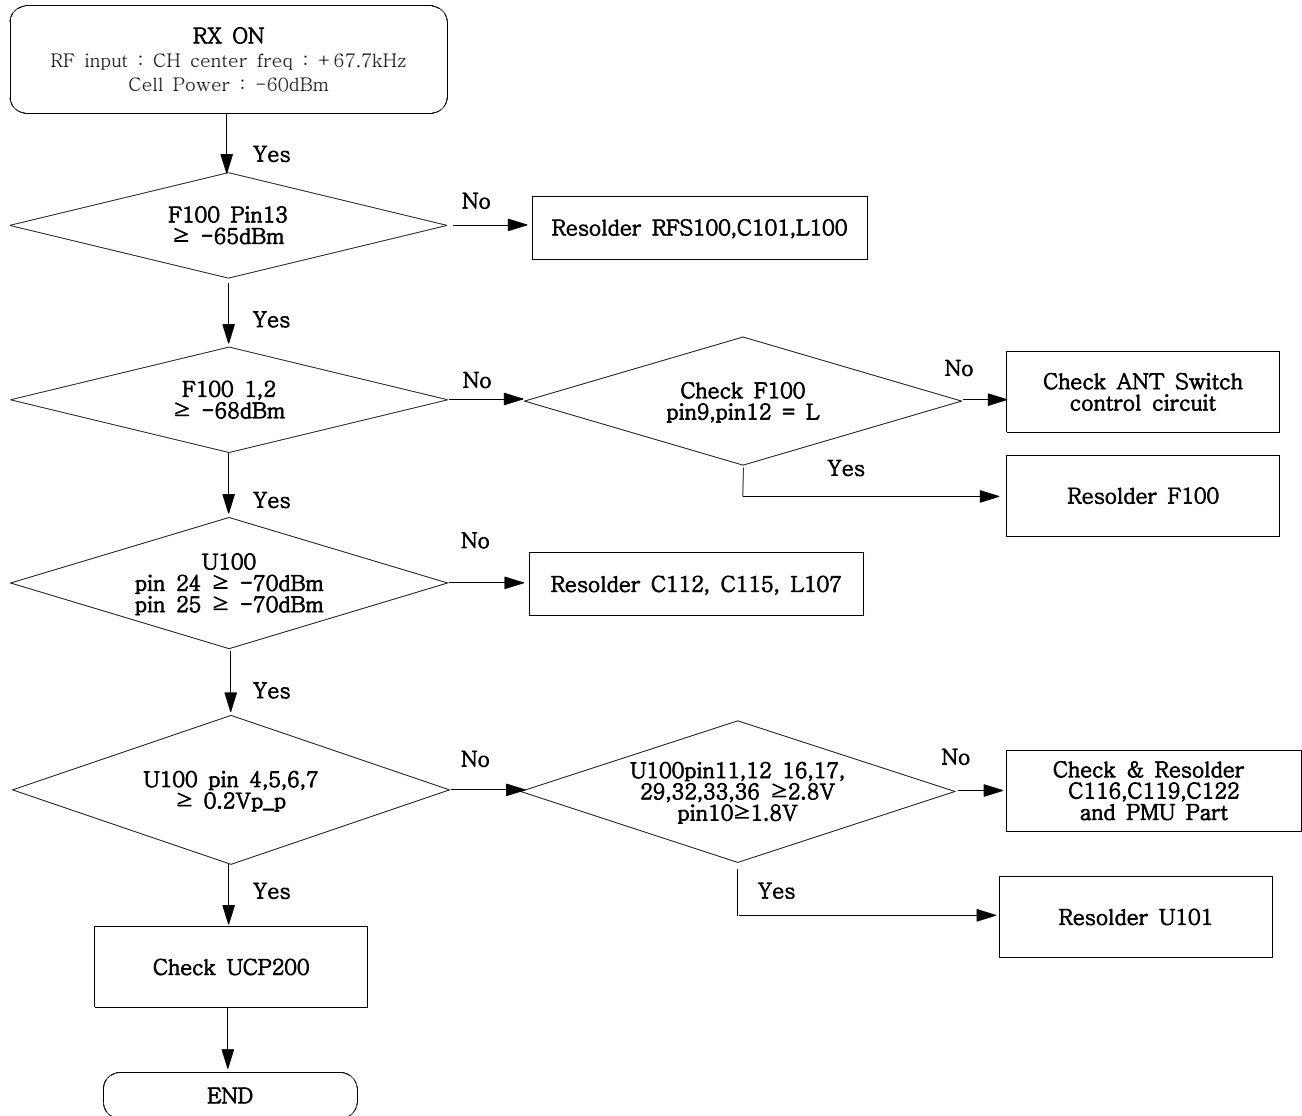 RX ON
RF input : CH center freq : +67.7kHz
Cell Power : -60dBm
Yes
F100 Pin13
≥ -65dBm
No
Resolder RFS100,C101,L100
Yes
F100 1,2
≥ -68dBm
No
Check F100
pin9,pin12 = L
No
Check ANT Switch
control circuit
Yes
Resolder F100
Yes
U100
pin 24 ≥ -70dBm
pin 25 ≥ -70dBm
No
Resolder C112, C115, L107
Yes
U100 pin 4,5,6,7
≥ 0.2Vp_p
No
U100pin11,12 16,17,
29,32,33,36 ≥2.8V
pin10≥1.8V
No
Check & Resolder
C116,C119,C122
and PMU Part
Yes
Resolder U101
Yes
Check UCP200
END